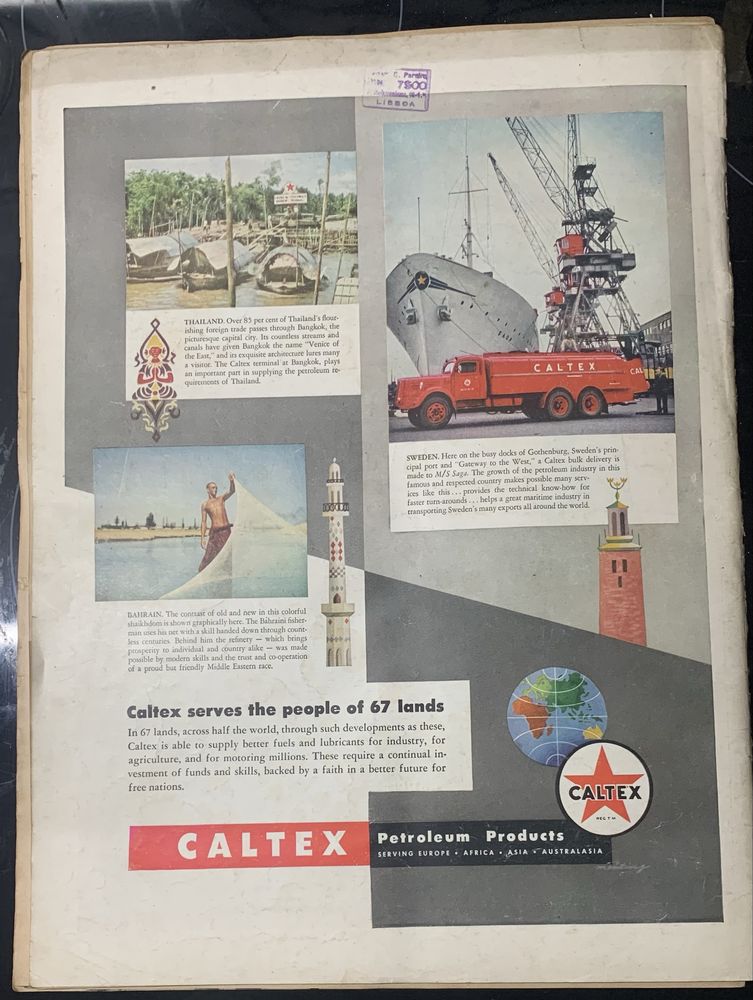 C. Pereira
7$00
LISBOA
THAILAND. Over 85 per cent of Thailand's flour-
ishing foreign trade passes through Bangkok, the
picturesque capital city. Its countless streams and
canals have given Bangkok the name "Venice of
the East," and its exquisite architecture lures many
a visitor. The Caltex terminal at Bangkok, plays
an important part in supplying the petroleum re-
quirements of Thailand.
CALTEX
CAL
SWEDEN. Here on the busy docks of Gothenburg, Sweden's prin-
cipal port and "Gateway to the West," a Caltex bulk delivery is
made to M/S Saga. The growth of the petroleum industry in this
famous and respected country makes possible many serv-
ices like this . . . provides the technical know-how for
faster turn-arounds . . . helps a great maritime industry in
transporting Sweden's many exports all around the world.
BAHRAIN. The contrast of old and new in this colorful
shaikhdom is shown graphically here. The Bahraini fisher-
man uses his net with a skill handed down through count-
less centuries. Behind him the refinery — which brings
prosperity to individual and country alike — was made
possible by modern skills and the trust and co-operation
of a proud but friendly Middle Eastern race.
Caltex serves the people of 67 lands
In 67 lands, across half the world, through such developments as these,
Caltex is able to supply better fuels and lubricants for industry, for
agriculture, and for motoring millions. These require a continual in-
vestment of funds and skills, backed by a faith in a better future for
free nations.
CALTEX
REG T M
CALTEX
Petroleum Products
SERVING EUROPE • AFRICA • ASIA • AUSTRALASIA